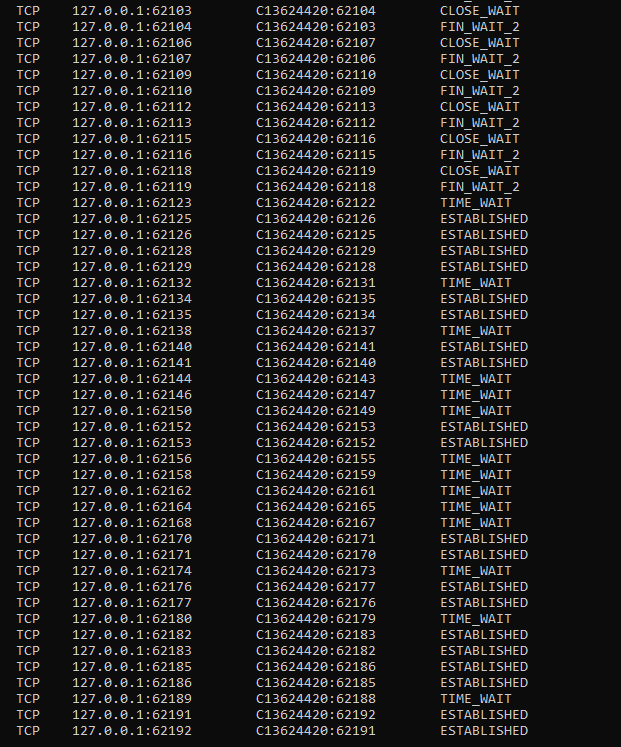 TCP 127.0.0.1:62103 C13624420:62104 CLOSE_WAIT
TCP 127.0.0.1:62104 C13624420:62103 FIN_WAIT_2
TCP 127.0.0.1:62106 C13624420:62107 CLOSE_WAIT
TCP 127.0.0.1:62107 C13624420:62106 FIN_WAIT_2
TCP 127.0.0.1:62109 C13624420:62110 CLOSE_WAIT
TCP 127.0.0.1:62110 C13624420:62109 FIN_WAIT_2
TCP 127.0.0.1:62112 C13624420:62113 CLOSE_WAIT
TCP 127.0.0.1:62113 C13624420:62112 FIN_WAIT_2
TCP 127.0.0.1:62115 C13624420:62116 CLOSE_WAIT
TCP 127.0.0.1:62116 C13624420:62115 FIN_WAIT_2
TCP 127.0.0.1:62118 C13624420:62119 CLOSE_WAIT
TCP 127.0.0.1:62119 C13624420:62118 FIN_WAIT_2
TCP 127.0.0.1:62123 C13624420:62122 TIME_WAIT
TCP 127.0.0.1:62125 C13624420:62126 ESTABLISHED
TCP 127.0.0.1:62126 C13624420:62125 ESTABLISHED
TCP 127.0.0.1:62128 C13624420:62129 ESTABLISHED
TCP 127.0.0.1:62129 C13624420:62128 ESTABLISHED
TCP 127.0.0.1:62132 C13624420:62131 TIME_WAIT
TCP 127.0.0.1:62134 C13624420:62135 ESTABLISHED
TCP 127.0.0.1:62135 C13624420:62134 ESTABLISHED
TCP 127.0.0.1:62138 C13624420:62137 TIME_WAIT
TCP 127.0.0.1:62140 C13624420:62141 ESTABLISHED
TCP 127.0.0.1:62141 C13624420:62140 ESTABLISHED
TCP 127.0.0.1:62144 C13624420:62143 TIME_WAIT
TCP 127.0.0.1:62146 C13624420:62147 TIME_WAIT
TCP 127.0.0.1:62150 C13624420:62149 TIME_WAIT
TCP 127.0.0.1:62152 C13624420:62153 ESTABLISHED
TCP 127.0.0.1:62153 C13624420:62152 ESTABLISHED
TCP 127.0.0.1:62156 C13624420:62155 TIME_WAIT
TCP 127.0.0.1:62158 C13624420:62159 TIME_WAIT
TCP 127.0.0.1:62162 C13624420:62161 TIME_WAIT
TCP 127.0.0.1:62164 C13624420:62165 TIME_WAIT
TCP 127.0.0.1:62168 C13624420:62167 TIME_WAIT
TCP 127.0.0.1:62170 C13624420:62171 ESTABLISHED
TCP 127.0.0.1:62171 C13624420:62170 ESTABLISHED
TCP 127.0.0.1:62174 C13624420:62173 TIME_WAIT
TCP 127.0.0.1:62176 C13624420:62177 ESTABLISHED
TCP 127.0.0.1:62177 C13624420:62176 ESTABLISHED
TCP 127.0.0.1:62180 C13624420:62179 TIME_WAIT
TCP 127.0.0.1:62182 C13624420:62183 ESTABLISHED
TCP 127.0.0.1:62183 C13624420:62182 ESTABLISHED
TCP 127.0.0.1:62185 C13624420:62186 ESTABLISHED
TCP 127.0.0.1:62186 C13624420:62185 ESTABLISHED
TCP 127.0.0.1:62189 C13624420:62188 TIME_WAIT
TCP 127.0.0.1:62191 C13624420:62192 ESTABLISHED
TCP 127.0.0.1:62192 C13624420:62191 ESTABLISHED